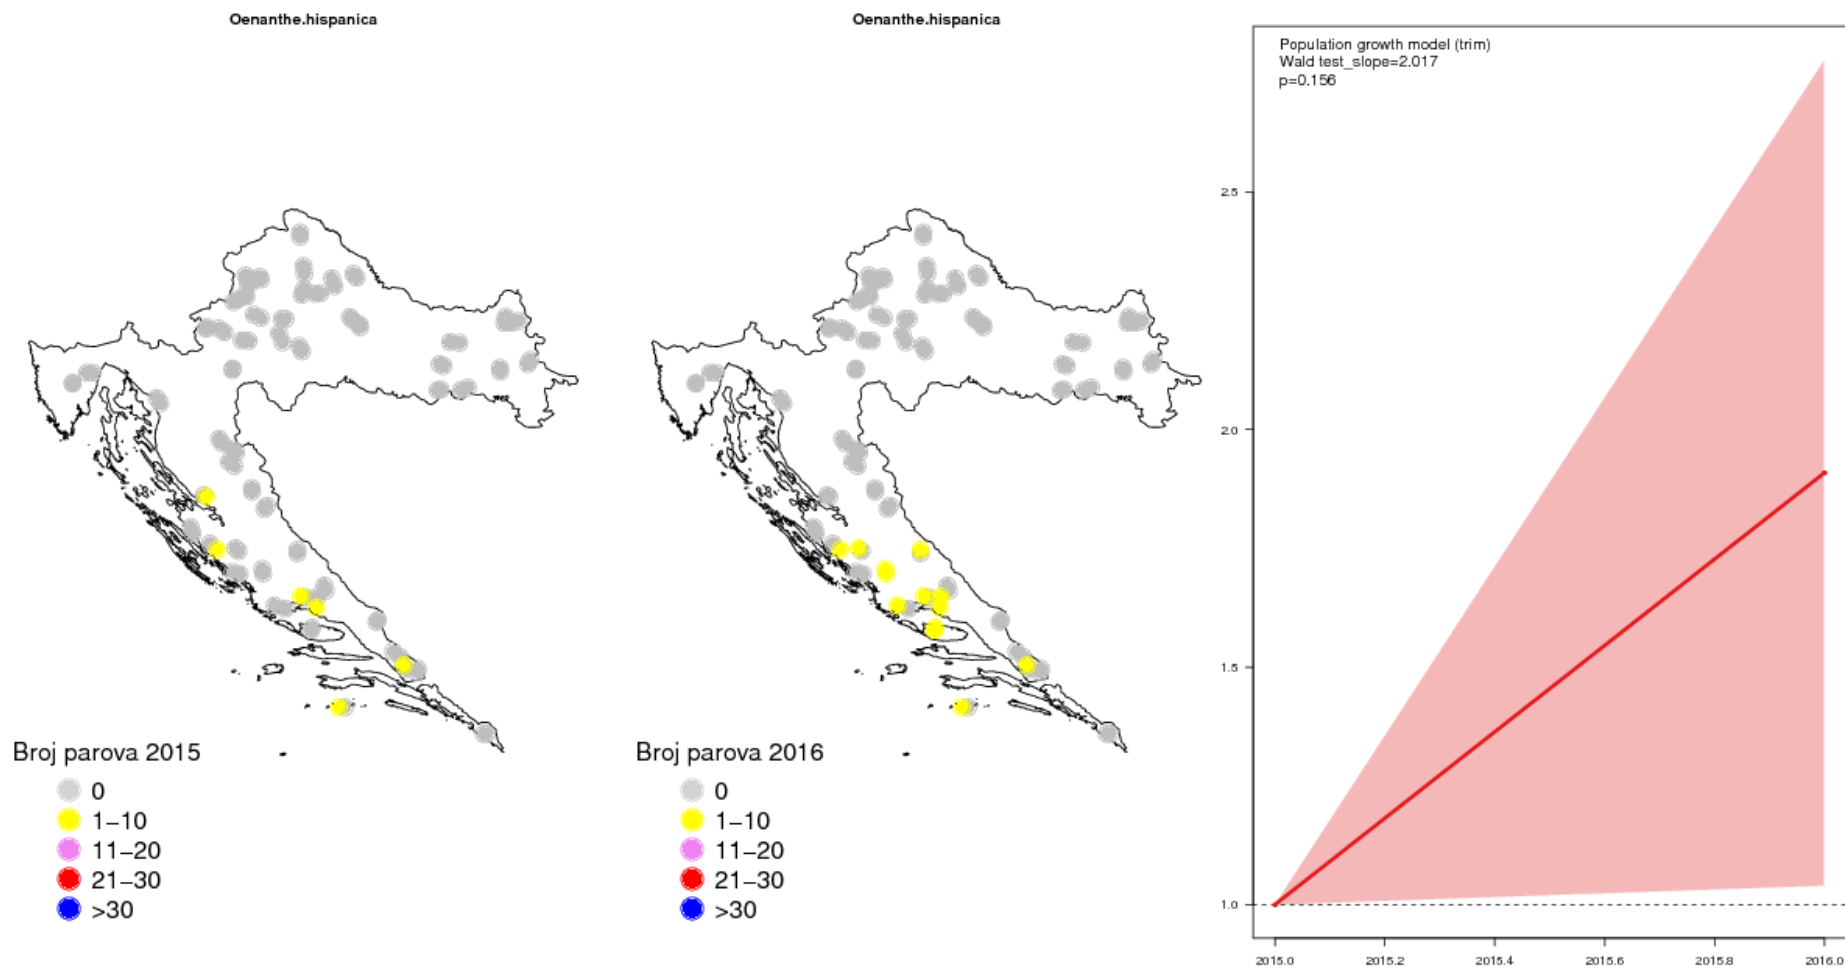 Oenanthe.hispanica
Broj parova 2015
0
1–10
11–20
21–30
>30
Oenanthe.hispanica
Broj parova 2016
0
1–10
11–20
21–30
>30
Population growth model (trim)
Wald test_slope=2.017
p=0.156
2.5
2.0
1.5
1.0
2015.0 2015.2 2015.4 2015.6 2015.8 2016.0